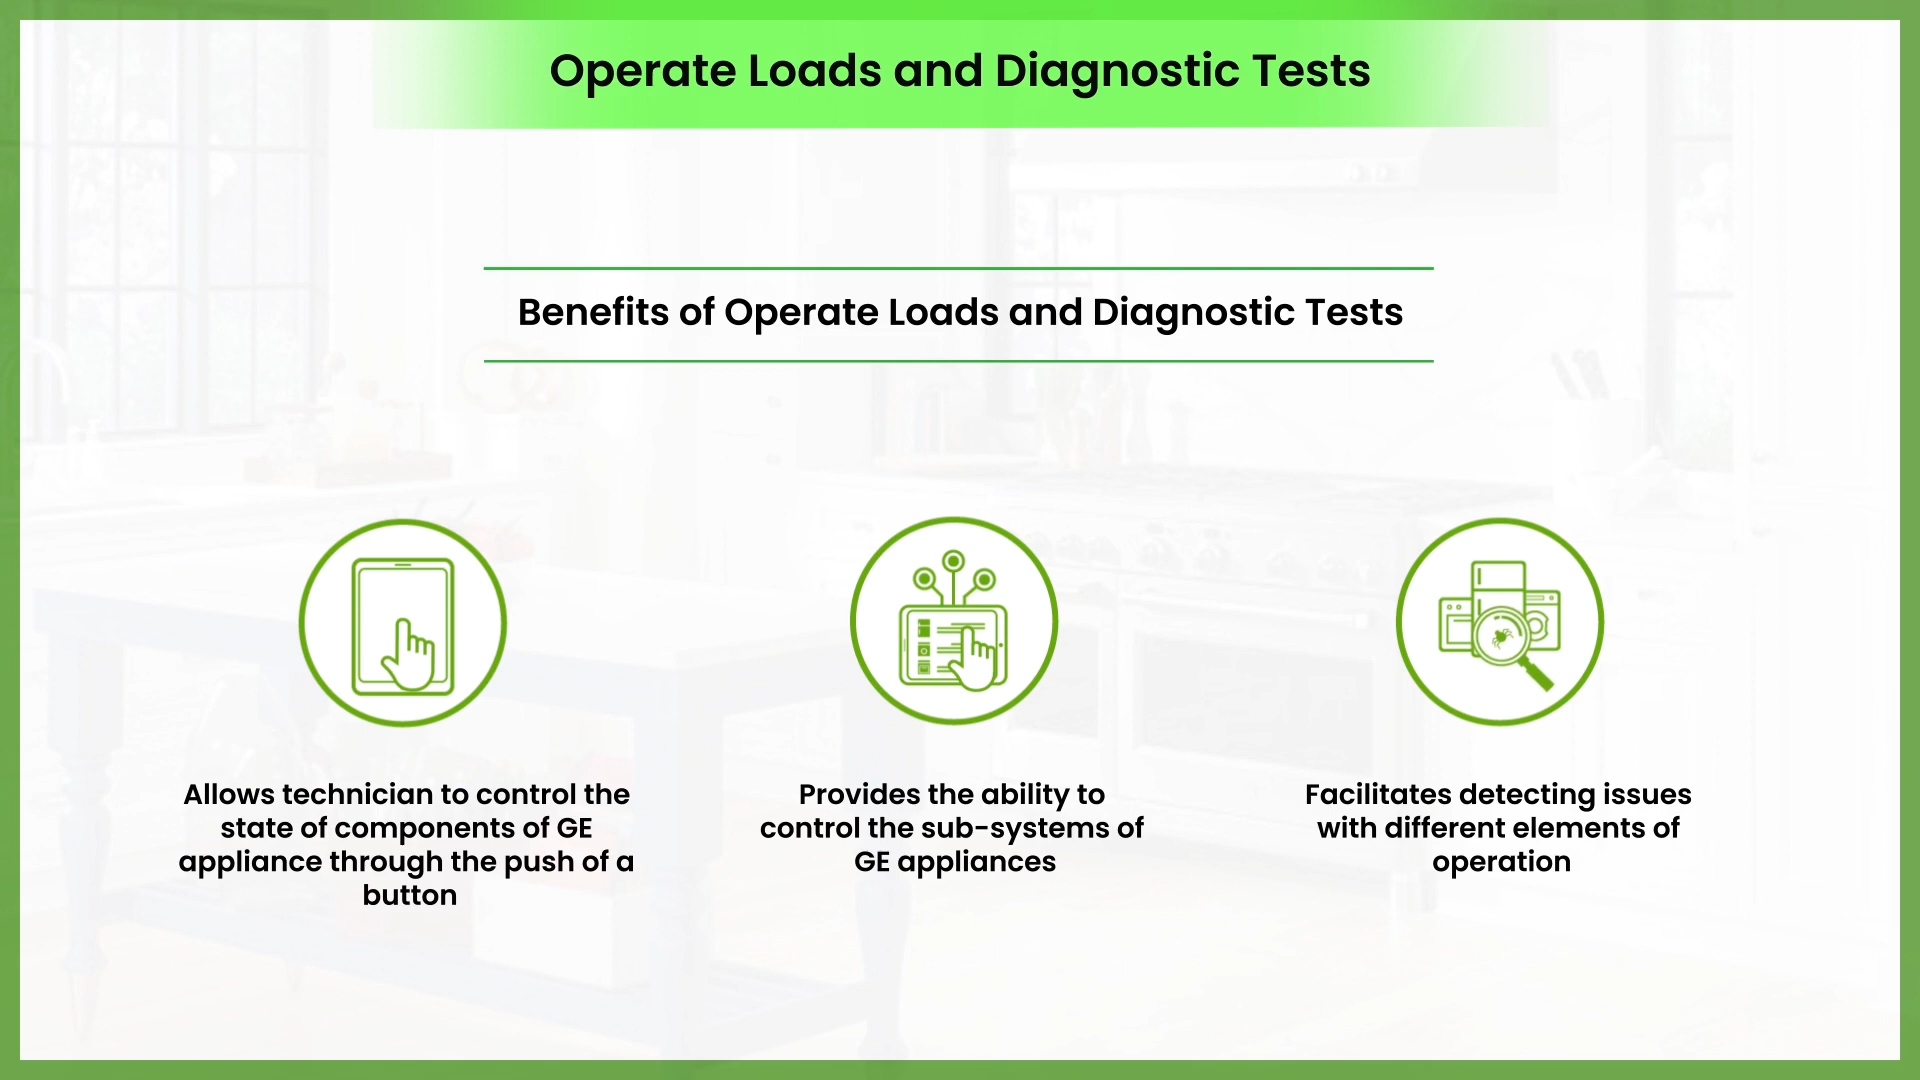 Operate Loads and Diagnostic Tests
Benefits of Operate Loads and Diagnostic Tests
Allows technician to control the
state of components of GE
appliance through the push of a
button
Provides the ability to
control the sub-systems of
GE appliances
Facilitates detecting issues
with different elements of
operation